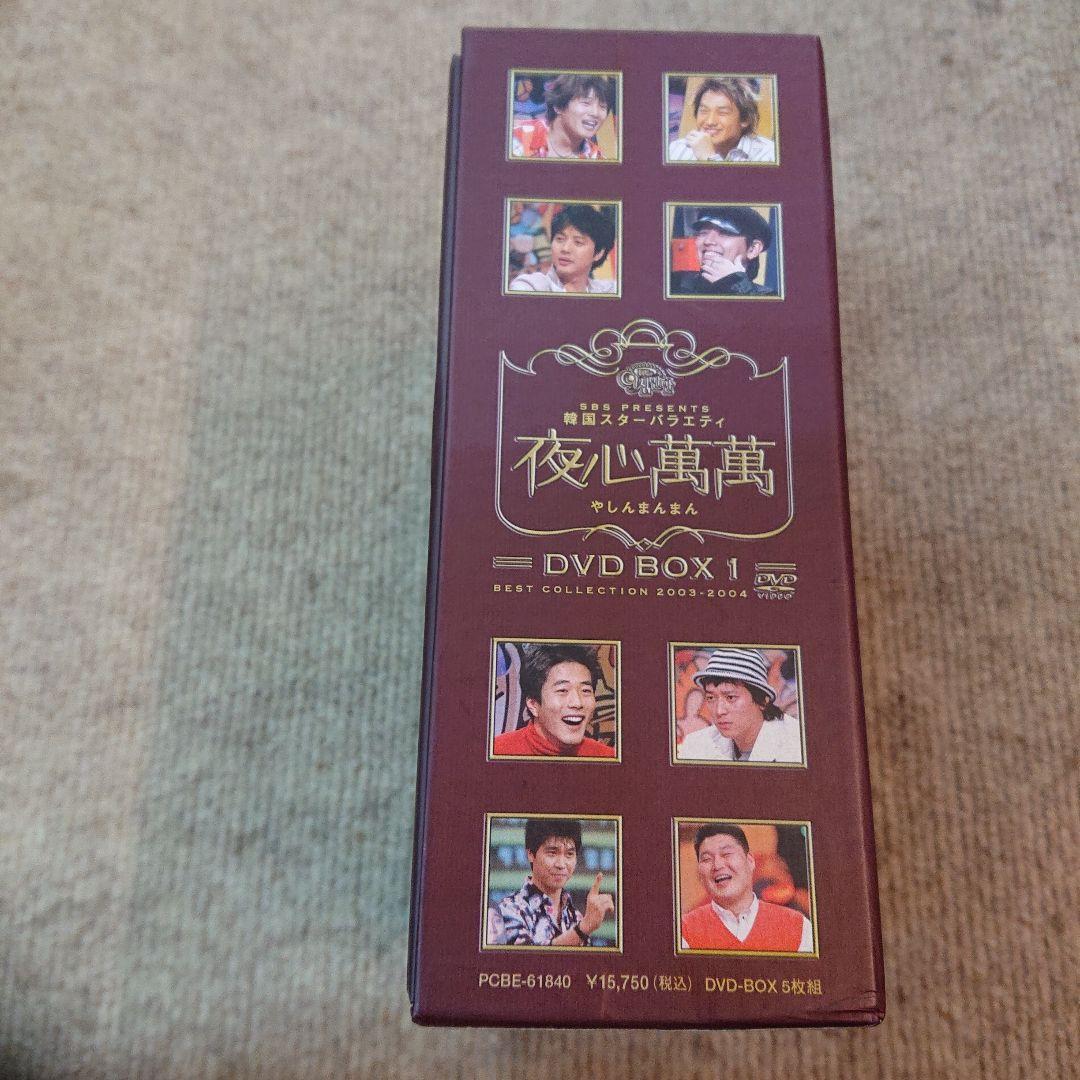 SBS PRESENTS
韓国スターバラエティ
夜心萬萬
やしんまんまん
DVD BOX 1
BEST COLLECTION 2003-2004
DVD
VIDEO
PCBE-61840 ¥15,750(税込) DVD-BOX 5枚組